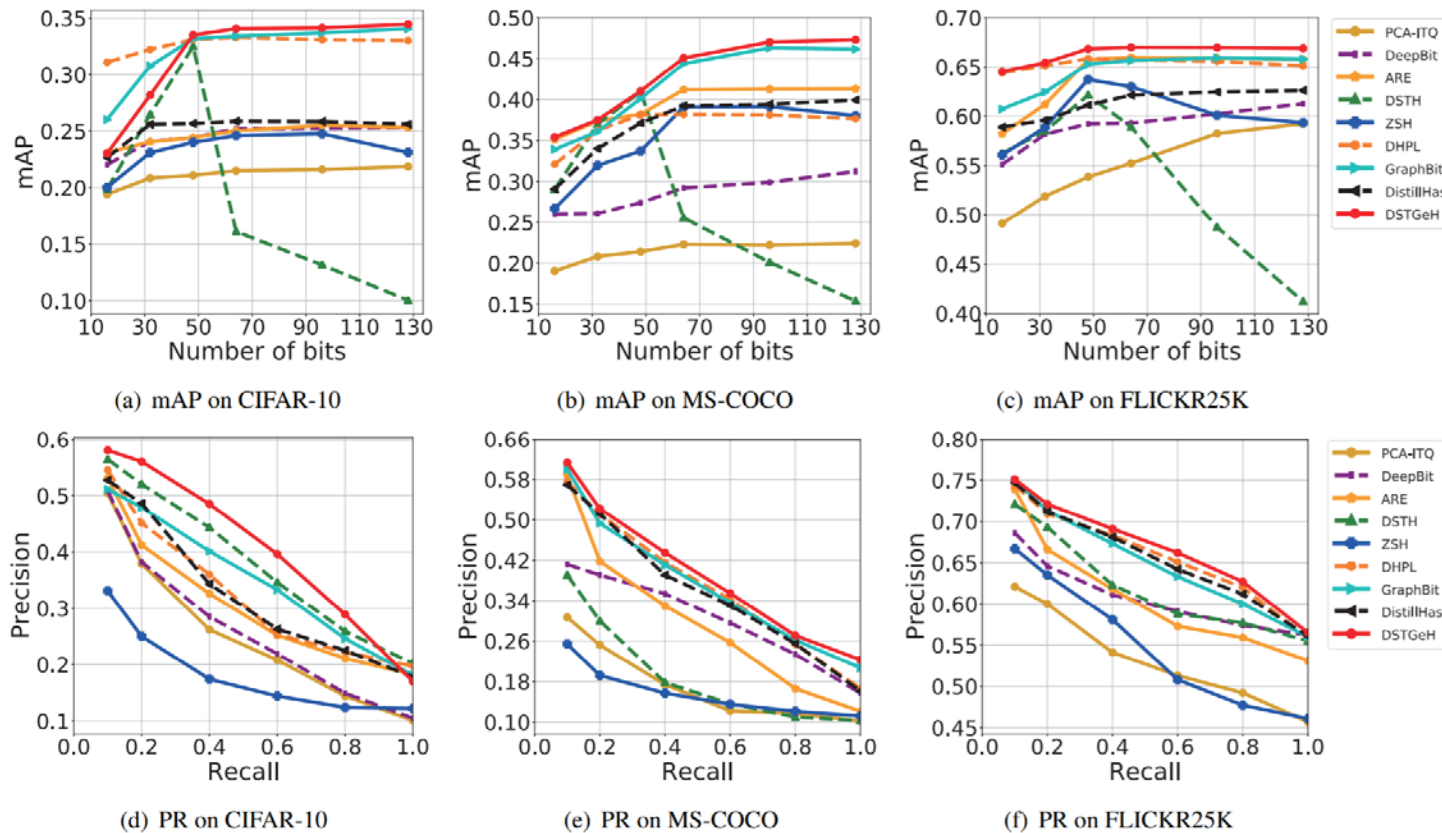 0.35
0.30
0.25
0.20
0.15
0.10
mAP
10 30 50 70 90 110 130
Number of bits
(a) mAP on CIFAR-10
0.50
0.45
0.40
0.35
0.30
0.25
0.20
0.15
mAP
10 30 50 70 90 110 130
Number of bits
(b) mAP on MS-COCO
0.70
0.65
0.60
0.55
0.50
0.45
0.40
mAP
10 30 50 70 90 110 130
Number of bits
(c) mAP on FLICKR25K
PCA-ITQ
DeepBit
ARE
DSTH
ZSH
DHPL
GraphBit
DistillHas
DSTGeH
0.6
0.5
0.4
0.3
0.2
0.1
Precision
0.0 0.2 0.4 0.6 0.8 1.0
Recall
(d) PR on CIFAR-10
0.66
0.58
0.50
0.42
0.34
0.26
0.18
0.10
Precision
0.0 0.2 0.4 0.6 0.8 1.0
Recall
(e) PR on MS-COCO
0.80
0.75
0.70
0.65
0.60
0.55
0.50
0.45
Precision
0.0 0.2 0.4 0.6 0.8 1.0
Recall
(f) PR on FLICKR25K
PCA-ITQ
DeepBit
ARE
DSTH
ZSH
DHPL
GraphBit
DistillHas
DSTGeH